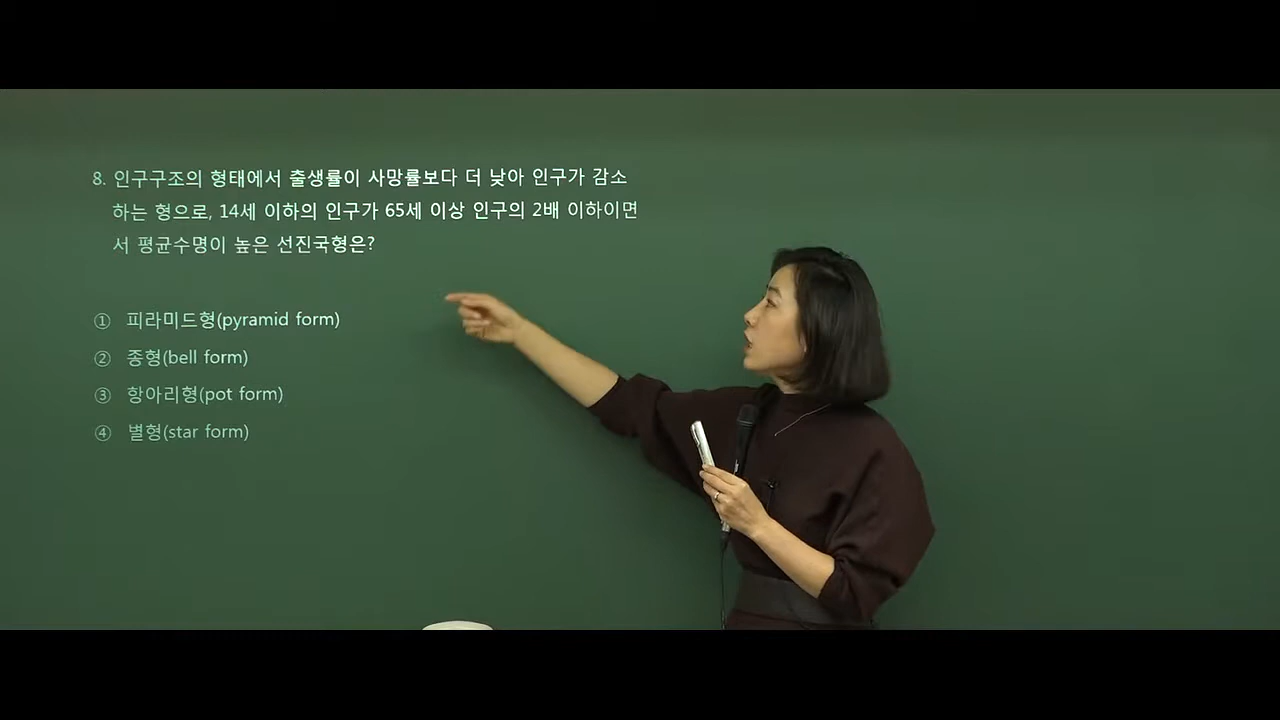 8. 인구구조의 형태에서 출생률이 사망률보다 더 낮아 인구가 감소
하는 형으로, 14세 이하의 인구가 65세 이상 인구의 2배 이하이면
서 평균수명이 높은 선진국형은?
① 피라미드형(pyramid form)
② 종형(bell form)
③ 항아리형(pot form)
④ 별형(star form)